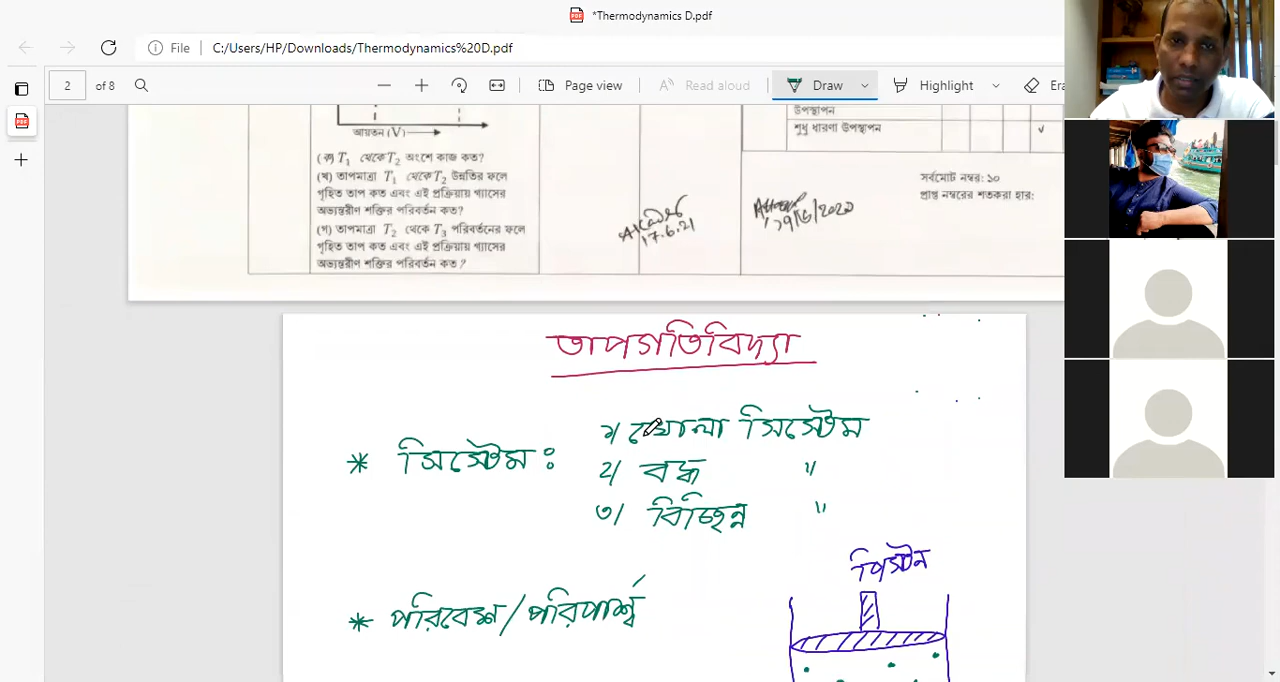 *Thermodynamics D.pdf
File C:/Users/HP/Downloads/Thermodynamics%20D.pdf
2 of 8 Page view Read aloud Draw Highlight Era
আয়তন (V)
উপস্থাপন
শুধু ধারণা উপস্থাপন
(ক) T₁ থেকে T₂ অংশে কাজ কত?
(খ) তাপমাত্রা T₁ থেকে T₂ উন্নতির ফলে
গৃহিত তাপ কত এবং এই প্রক্রিয়ায় গ্যাসের
অভ্যন্তরীণ শক্তির পরিবর্তন কত?
(গ) তাপমাত্রা T₂ থেকে T₃ পরিবর্তনের ফলে
গৃহিত তাপ কত এবং এই প্রক্রিয়ায় গ্যাসের
অভ্যন্তরীণ শক্তির পরিবর্তন কত?
সর্বমোট নম্বর: ১০
প্রাপ্ত নম্বরের শতকরা হার:
17.6.21
তাপগতিবিদ্যা
* সিস্টেম:
১) খোলা সিস্টেম
২) বদ্ধ "
৩) বিচ্ছিন্ন "
পিস্টন
* পরিবেশ/পরিপার্শ্ব